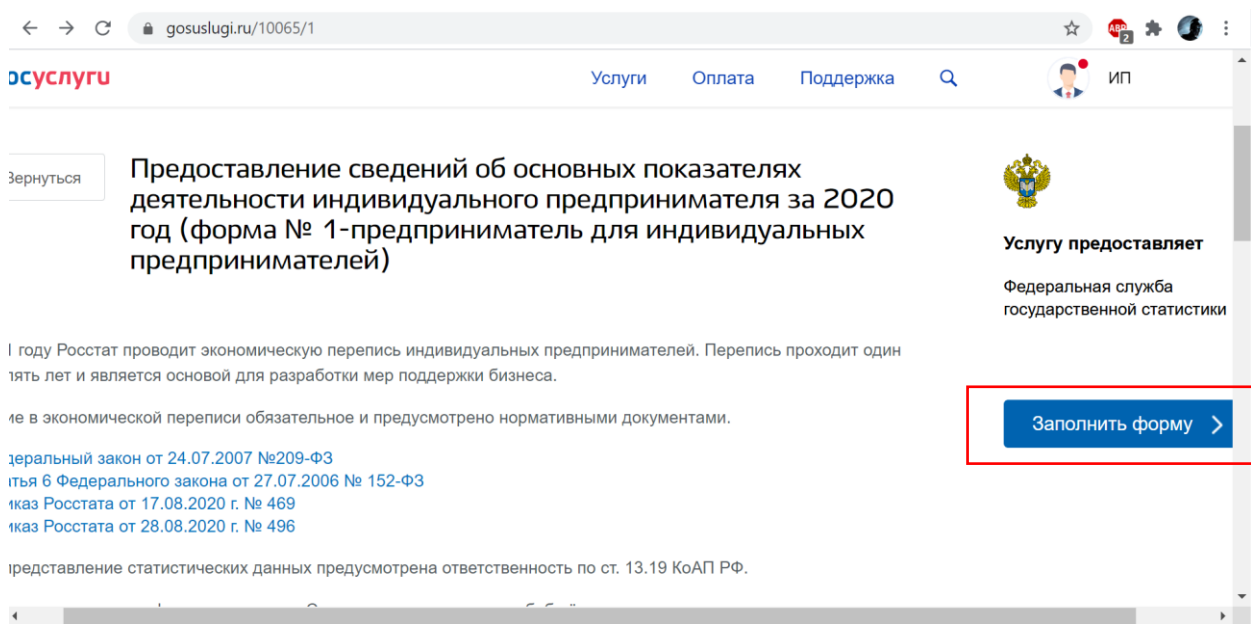 gosuslugi.ru/10065/1
ABP
2
осуслуги
Услуги Оплата Поддержка
ИП
Вернуться
Предоставление сведений об основных показателях
деятельности индивидуального предпринимателя за 2020
год (форма № 1-предприниматель для индивидуальных
предпринимателей)
Услугу предоставляет
Федеральная служба
государственной статистики
году Росстат проводит экономическую перепись индивидуальных предпринимателей. Перепись проходит один
пять лет и является основой для разработки мер поддержки бизнеса.
ие в экономической переписи обязательное и предусмотрено нормативными документами.
Заполнить форму
деральный закон от 24.07.2007 №209-ФЗ
атья 6 Федерального закона от 27.07.2006 № 152-ФЗ
иказ Росстата от 17.08.2020 г. № 469
иказ Росстата от 28.08.2020 г. № 496
представление статистических данных предусмотрена ответственность по ст. 13.19 КоАП РФ.